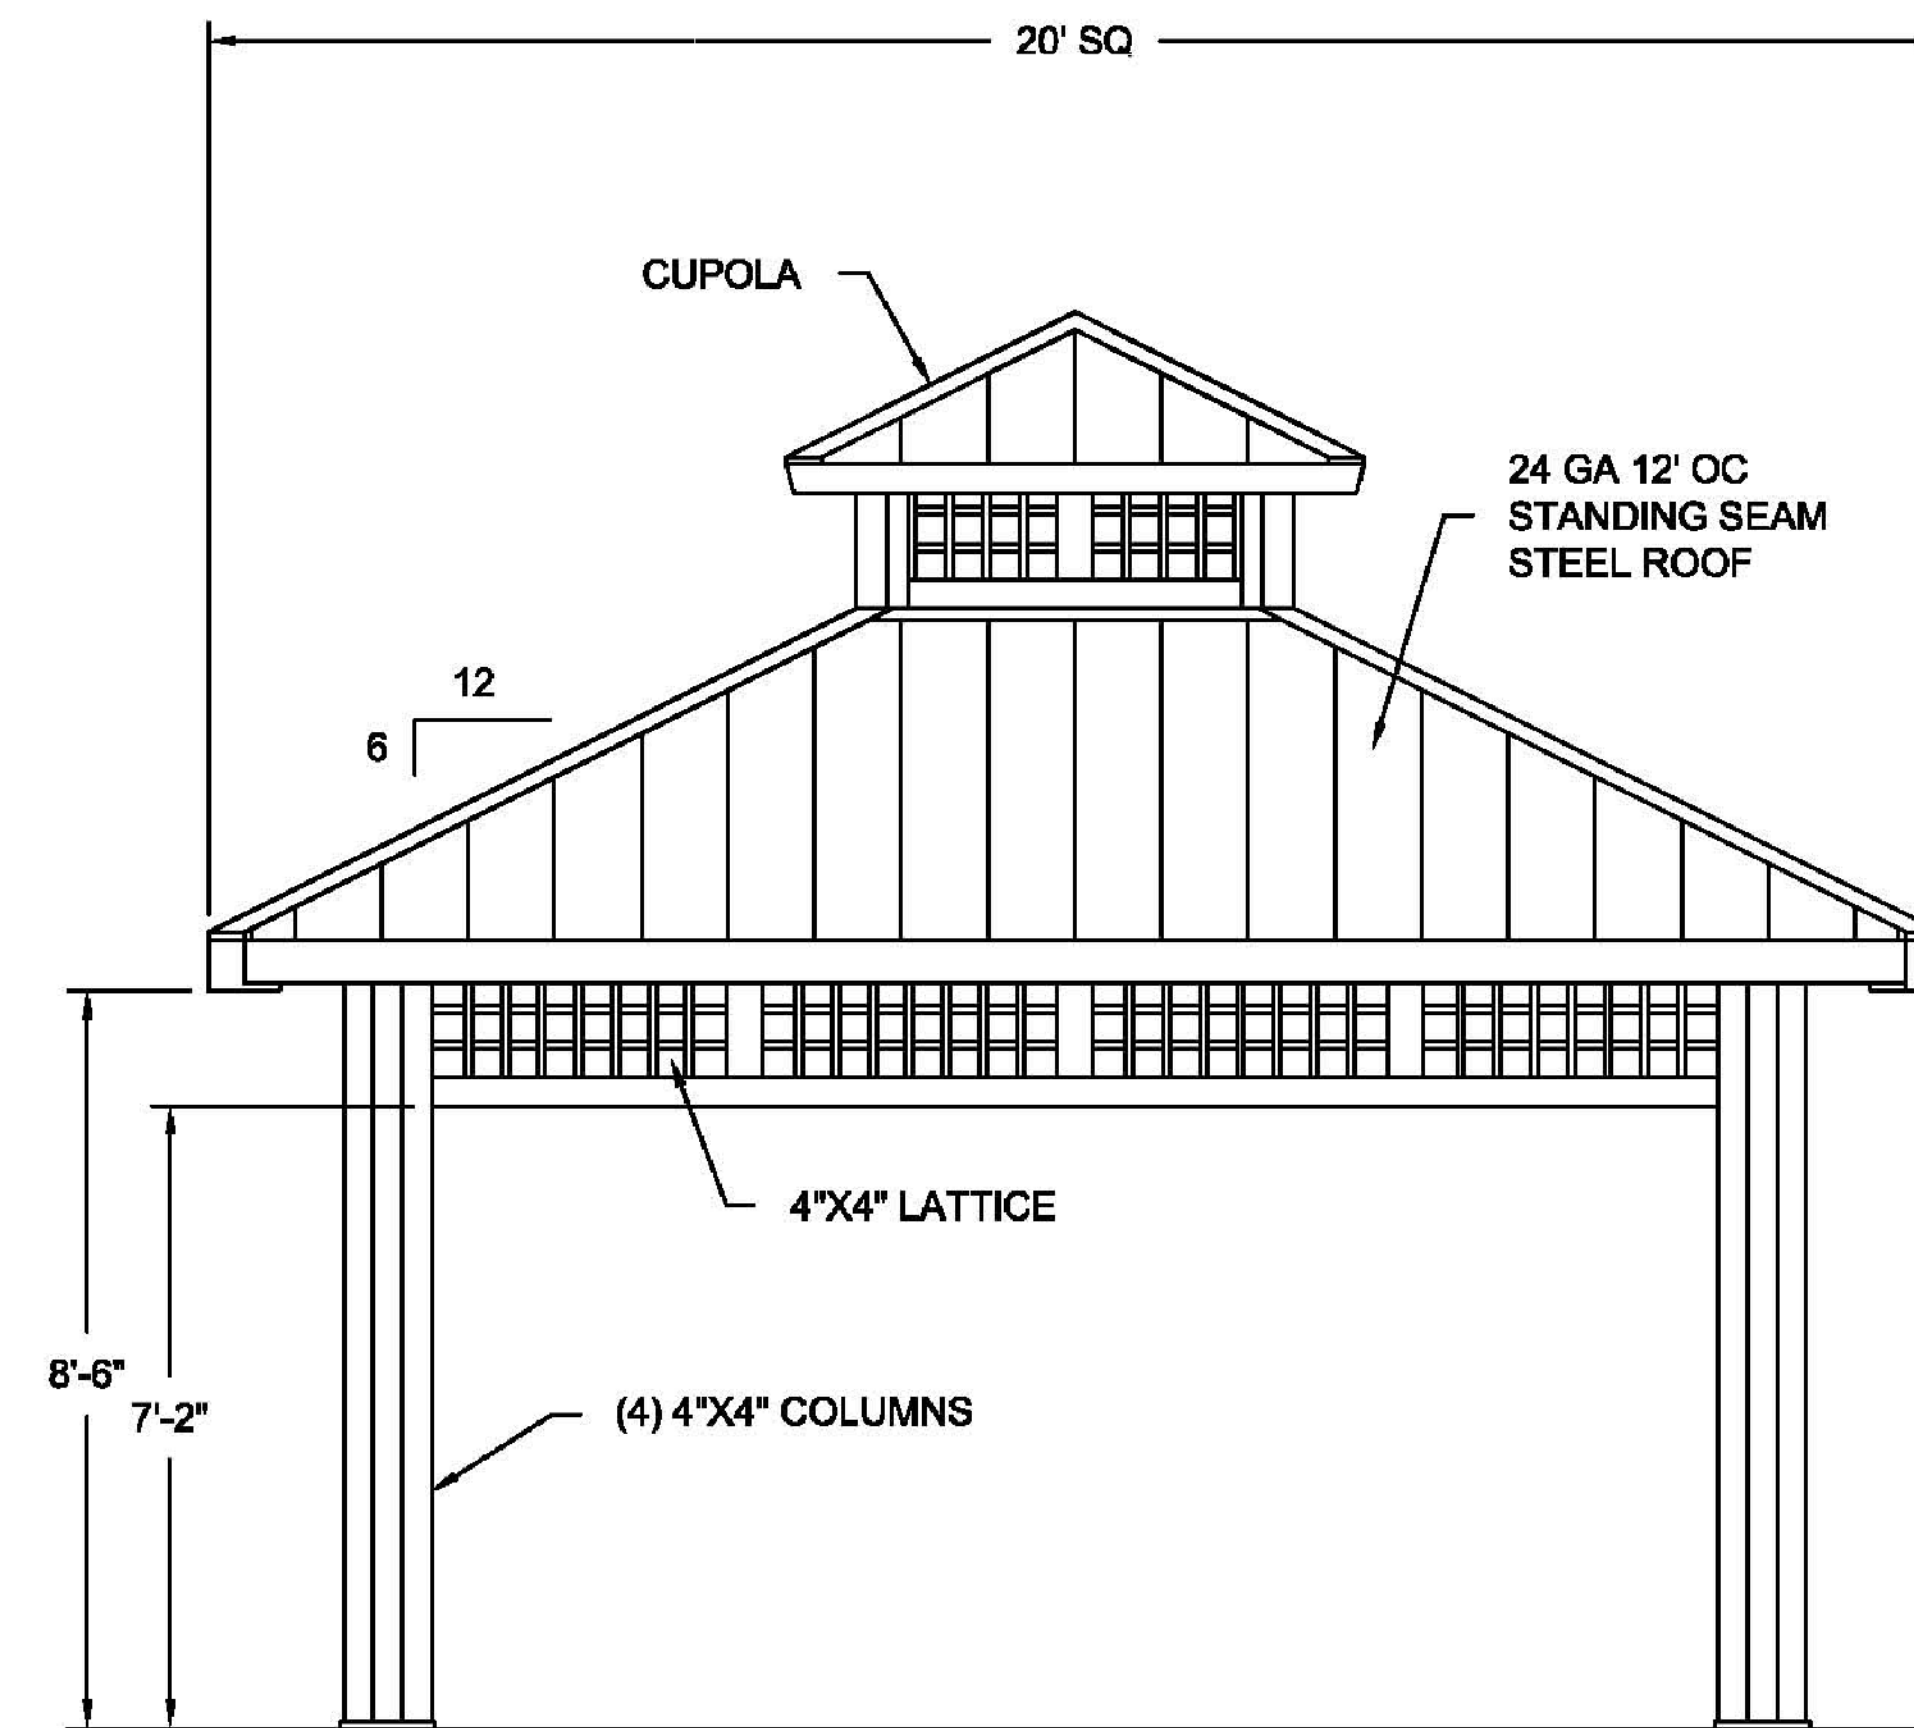 20' SQ
CUPOLA
24 GA 12' OC
STANDING SEAM
STEEL ROOF
12
6
4"X4" LATTICE
8'-6"
7'-2"
(4) 4"X4" COLUMNS